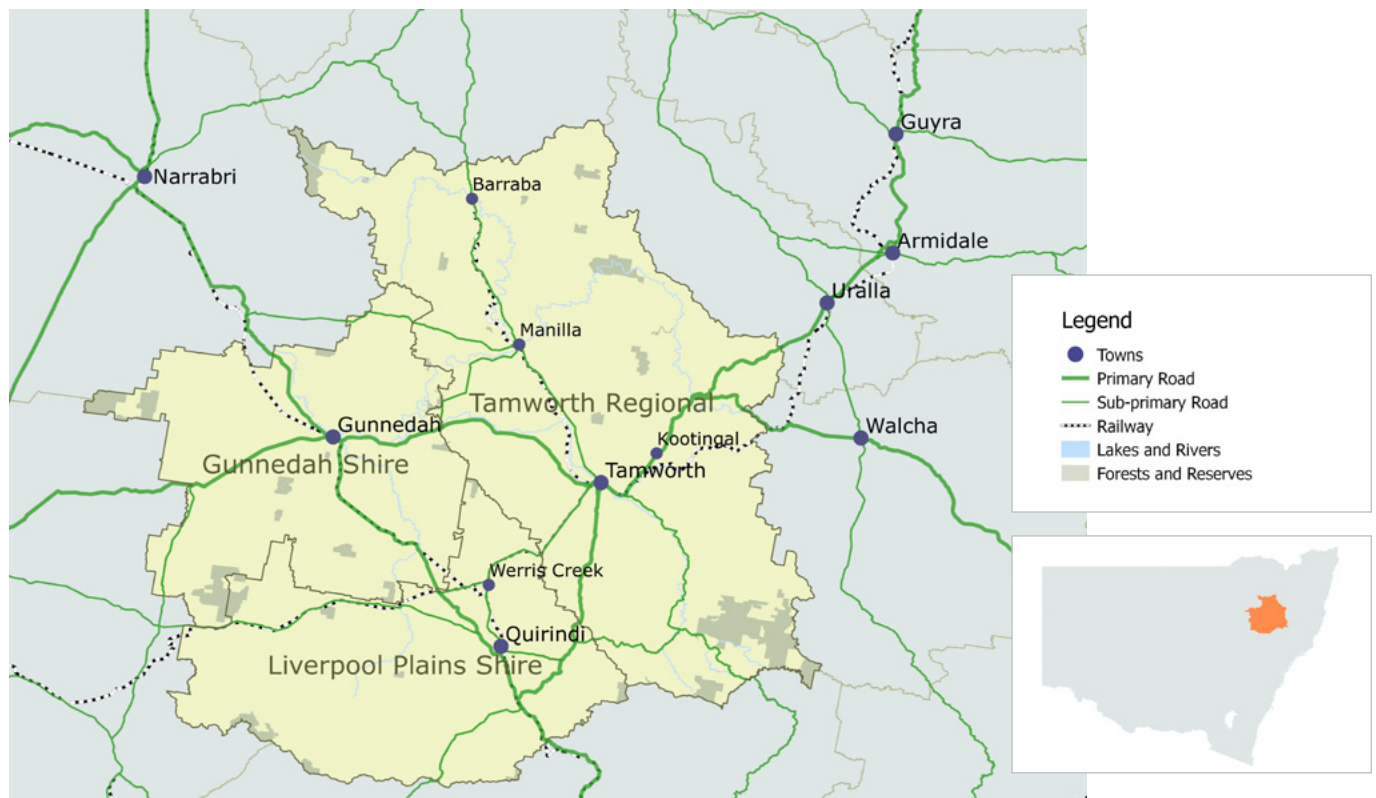 Guyra
Narrabri
Barraba
Armidale
Uralla
Manilla
Tamworth Regional
Gunnedah
Walcha
Kootingal
Gunnedah Shire
Tamworth
Werris Creek
Quirindi
Liverpool Plains Shire
Legend
Towns
Primary Road
Sub-primary Road
Railway
Lakes and Rivers
Forests and Reserves